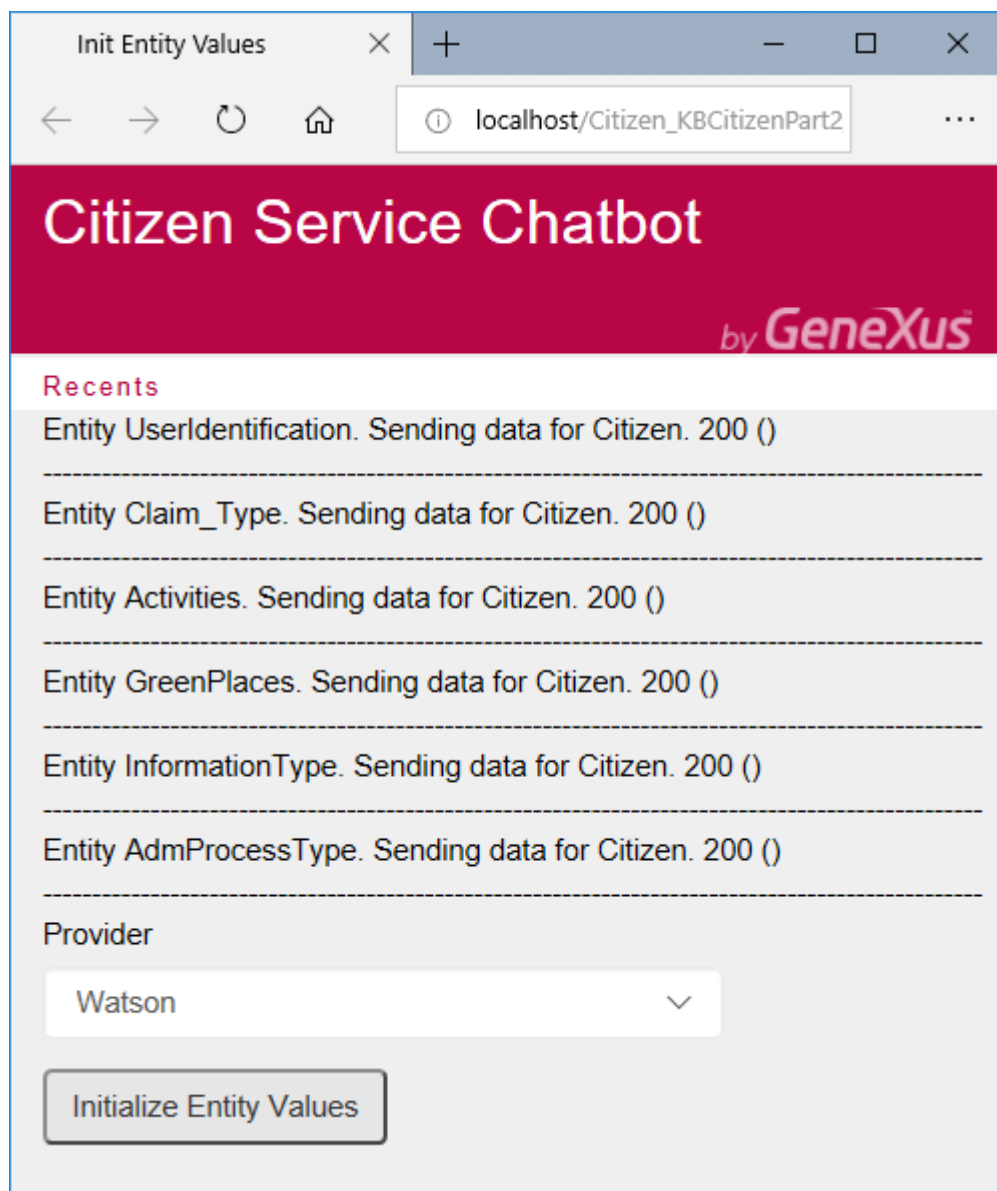 Init Entity Values
localhost/Citizen_KBCitizenPart2
Citizen Service Chatbot
by GeneXus™
Recents
Entity UserIdentification. Sending data for Citizen. 200 ()
--------------------------------------------------------------------------------------------
Entity Claim_Type. Sending data for Citizen. 200 ()
--------------------------------------------------------------------------------------------
Entity Activities. Sending data for Citizen. 200 ()
--------------------------------------------------------------------------------------------
Entity GreenPlaces. Sending data for Citizen. 200 ()
--------------------------------------------------------------------------------------------
Entity InformationType. Sending data for Citizen. 200 ()
--------------------------------------------------------------------------------------------
Entity AdmProcessType. Sending data for Citizen. 200 ()
--------------------------------------------------------------------------------------------
Provider
Watson
Initialize Entity Values